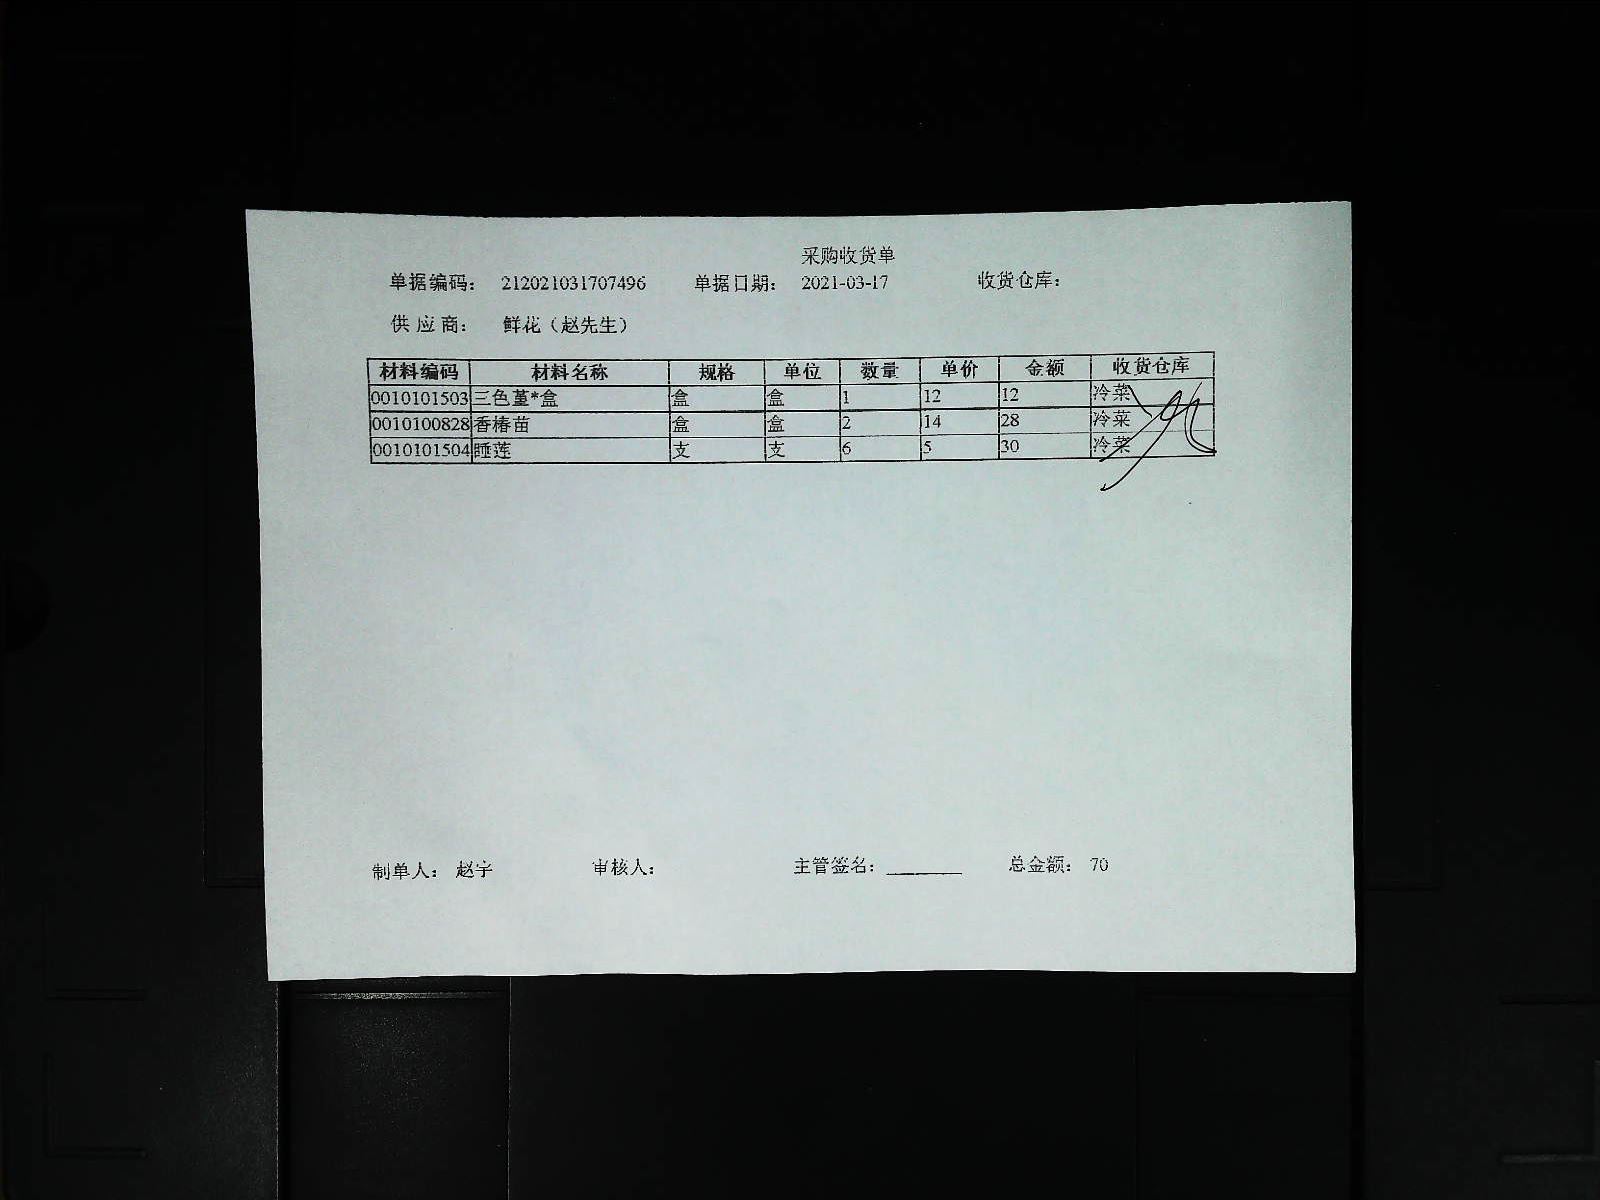 采购收货单
单据编码： 212021031707496 单据日期： 2021-03-17 收货仓库：
供 应 商： 鲜花（赵先生）
材料编码 材料名称 规格 单位 数量 单价 金额 收货仓库
0010101503 三色堇*盒 盒 盒 1 12 12 冷菜
0010100828 香椿苗 盒 盒 2 14 28 冷菜
0010101504 睡莲 支 支 6 5 30 冷菜
制单人： 赵宇 审核人： 主管签名： 总金额： 70